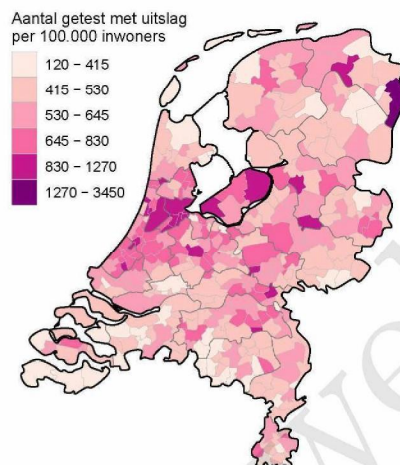 Aantal getest met uitslag
per 100.000 inwoners
120 – 415
415 – 530
530 – 645
645 – 830
830 – 1270
1270 – 3450
we